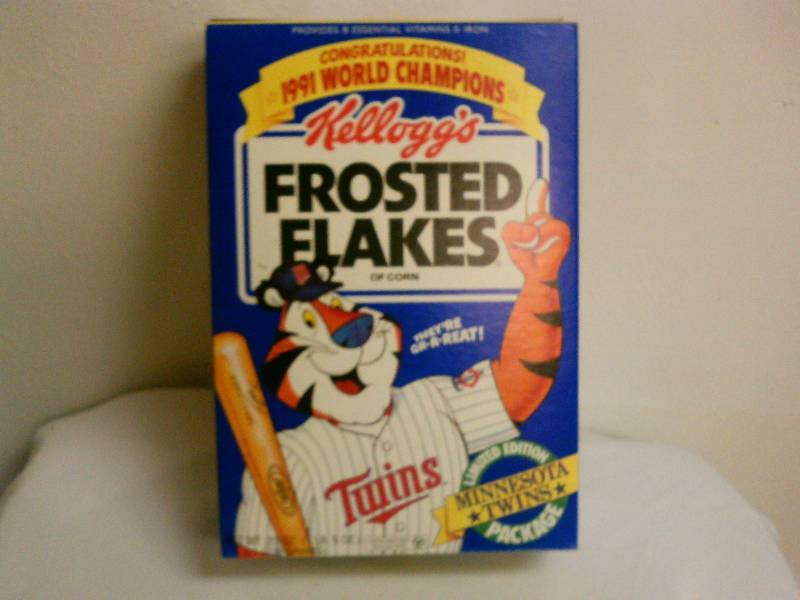 PROVIDES 8 ESSENTIAL VITAMINS & IRON
CONGRATULATIONS!
1991 WORLD CHAMPIONS
Kellogg's
FROSTED
FLAKES
OF CORN
THEY'RE
GR-R-REAT!
Twins
LIMITED EDITION
MINNESOTA
TWINS
PACKAGE